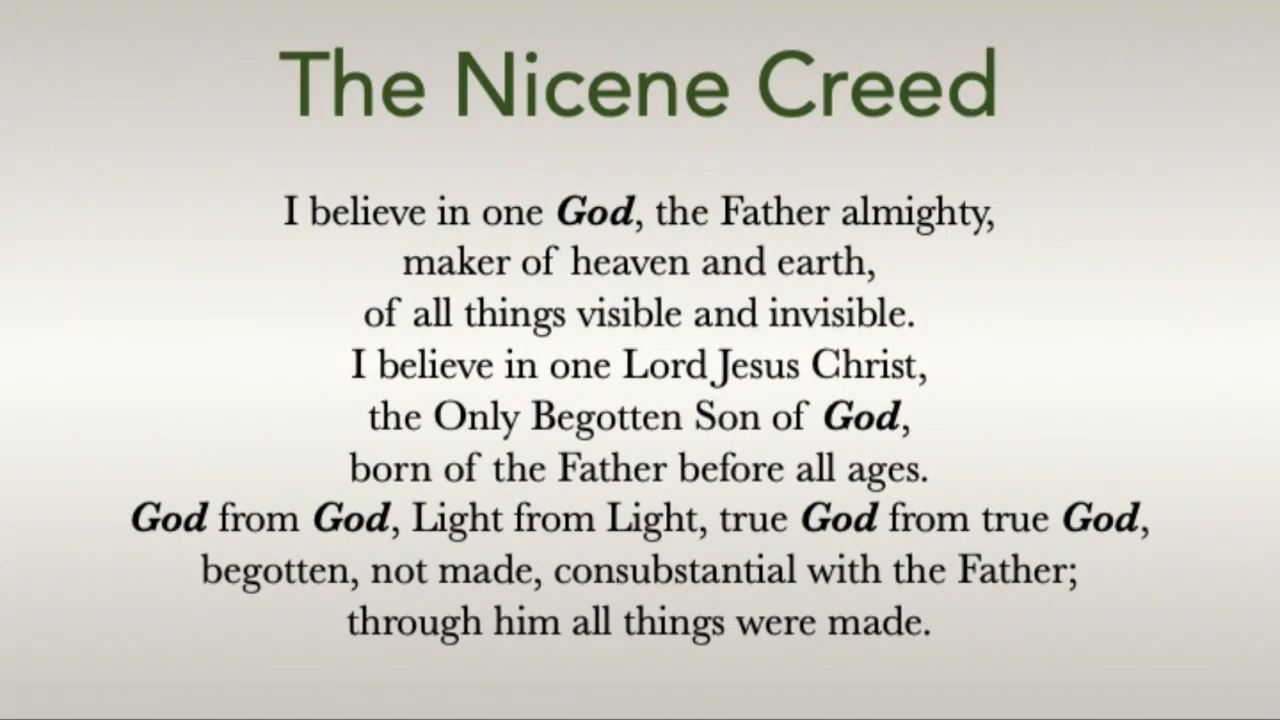 The Nicene Creed
I believe in one God, the Father almighty,
maker of heaven and earth,
of all things visible and invisible.
I believe in one Lord Jesus Christ,
the Only Begotten Son of God,
born of the Father before all ages.
God from God, Light from Light, true God from true God,
begotten, not made, consubstantial with the Father;
through him all things were made.